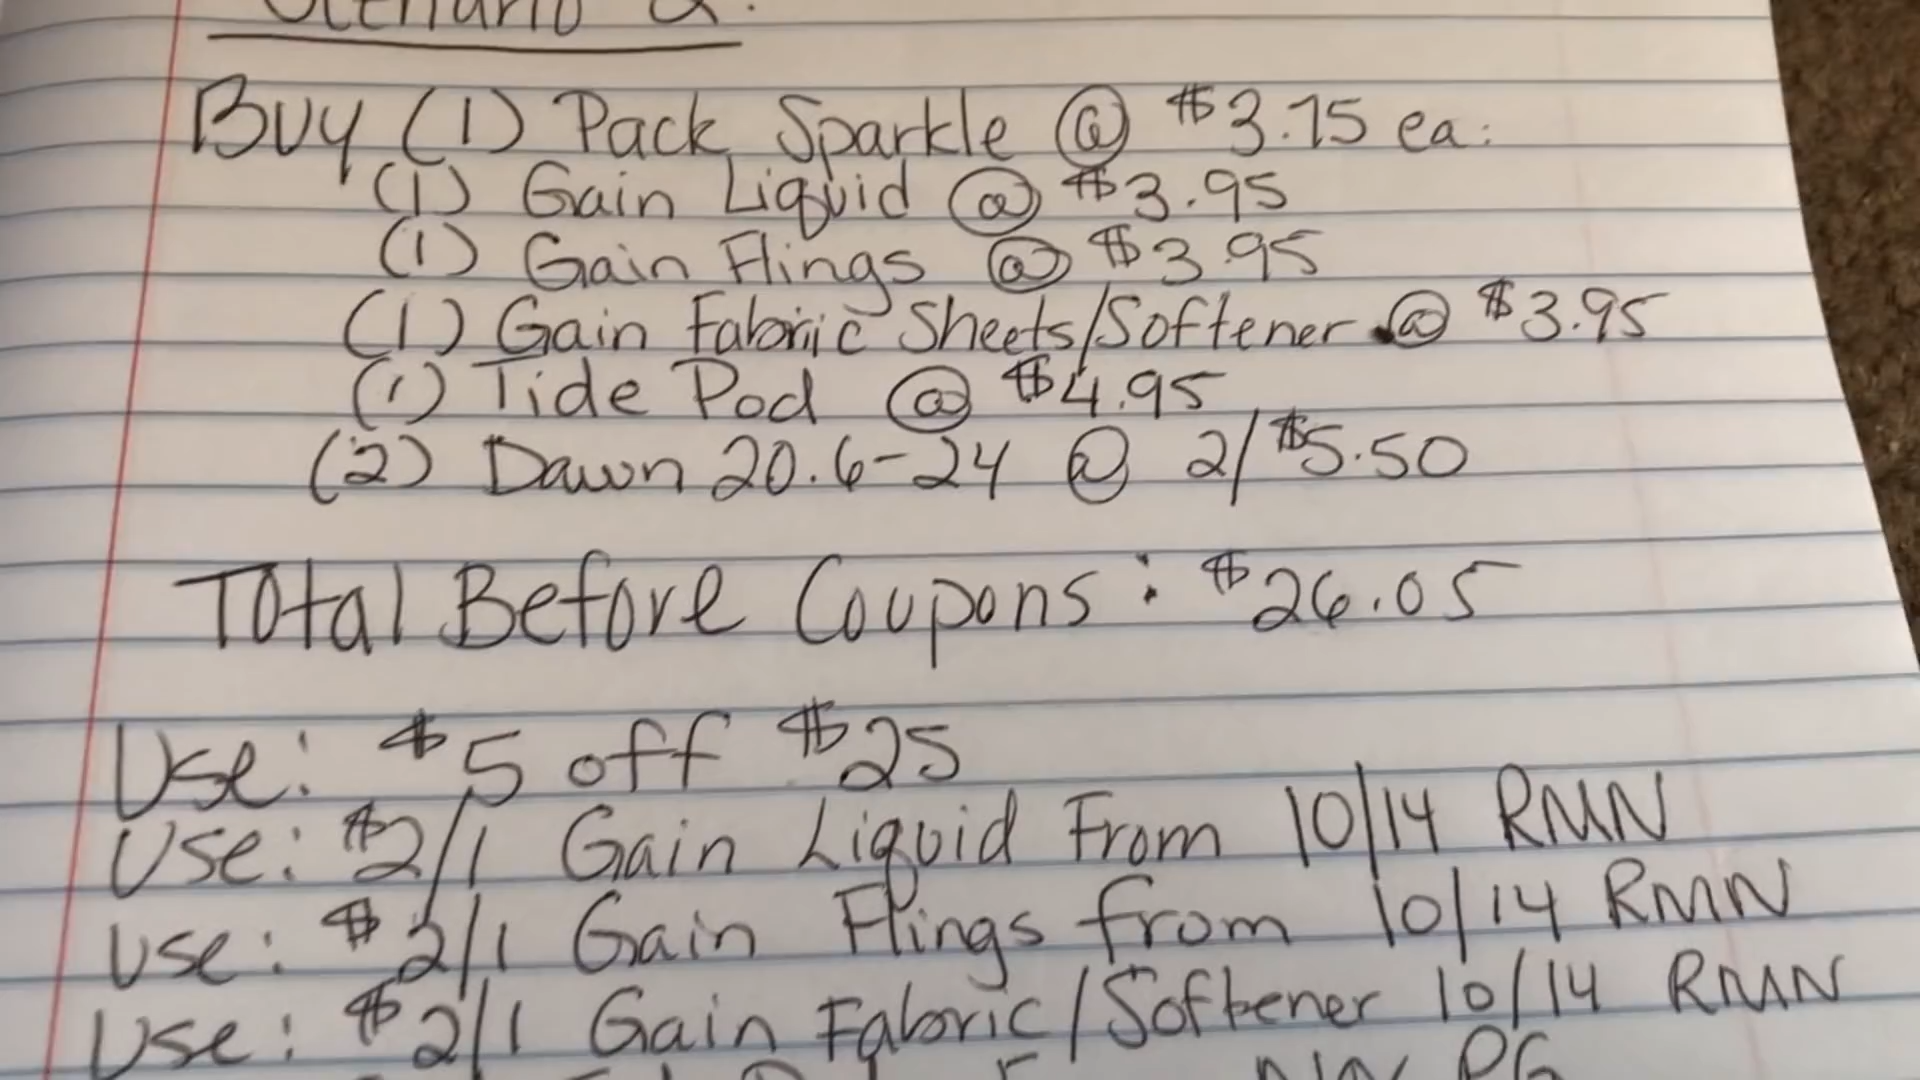 Scenario 2:
Buy (1) Pack Sparkle @ $3.75 ea.
(1) Gain Liquid @ $3.95
(1) Gain Flings @ $3.95
(1) Gain Fabric Sheets/Softener @ $3.95
(1) Tide Pod @ $4.95
(2) Dawn 20.6-24 @ 2/$5.50
Total Before Coupons: $26.05
Use: $5 off $25
Use: $2/1 Gain Liquid From 10/14 RMN
Use: $2/1 Gain Flings from 10/14 RMN
Use: $2/1 Gain Fabric/Softener 10/14 RMN
PG